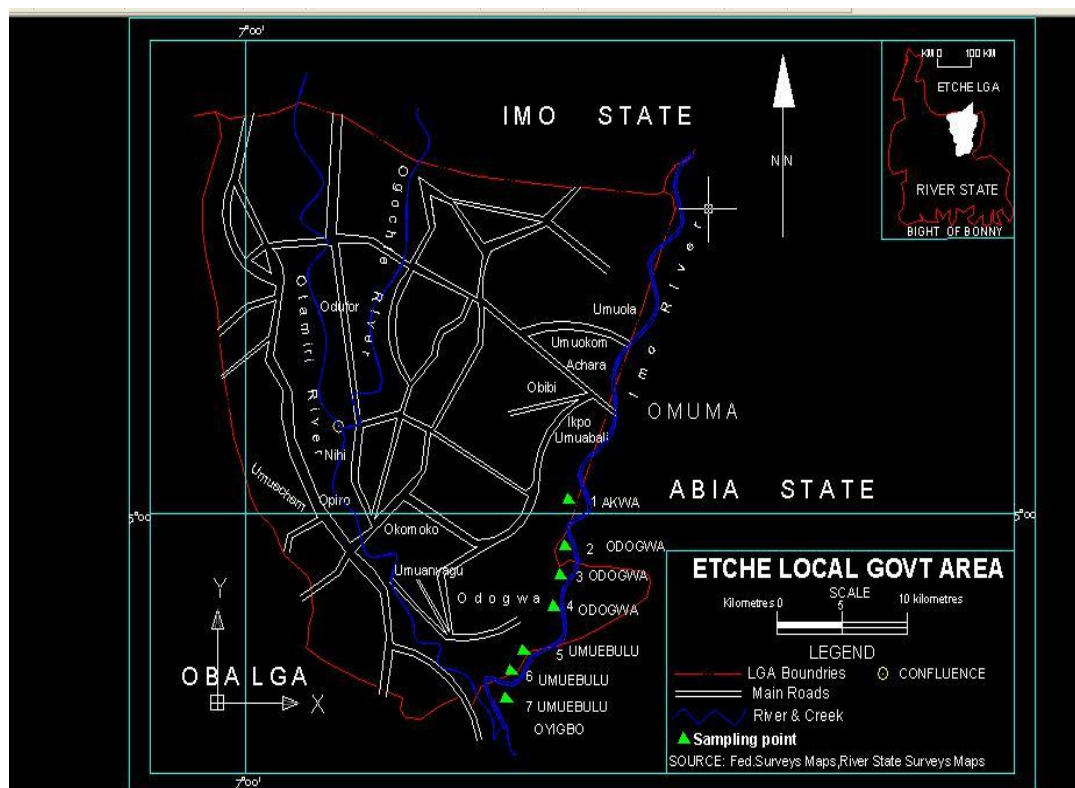 7°00'
KM 0 100 KM
ETCHE LGA
RIVER STATE
BIGHT OF BONNY
IMO STATE
N N
Ogoche River
Otamiri River
Imo River
Odufor
Umuola
Umuokom
Achara
Obibi
Ikpo
Umuabali
OMUMA
Nihi
Umuechem
Opiro
1 AKWA
ABIA STATE
5°00
5°00'
Okomoko
2 ODOGWA
Umuanyagu
3 ODOGWA
Odogwa
4 ODOGWA
5 UMUEBULU
6 UMUEBULU
7 UMUEBULU
OYIGBO
Y
X
OBA LGA
ETCHE LOCAL GOVT AREA
SCALE
Kilometres 0 5 10 kilometres
LEGEND
LGA Boundries
CONFLUENCE
Main Roads
River & Creek
Sampling point
SOURCE: Fed.Surveys Maps,River State Surveys Maps
7°00'